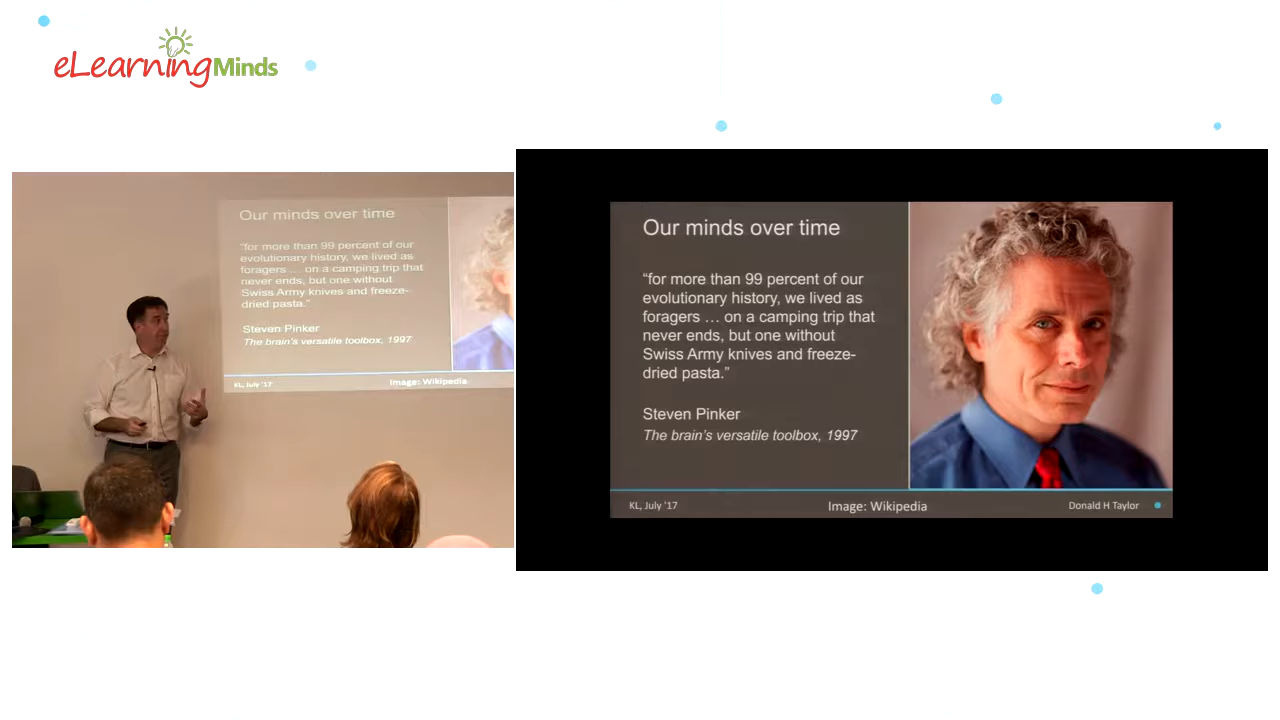 eLearningMinds
Our minds over time
"for more than 99 percent of our
evolutionary history, we lived as
foragers ... on a camping trip that
never ends, but one without
Swiss Army knives and freeze-
dried pasta."
Steven Pinker
The brain's versatile toolbox, 1997
KL, July '17
Image: Wikipedia
Our minds over time
“for more than 99 percent of our
evolutionary history, we lived as
foragers … on a camping trip that
never ends, but one without
Swiss Army knives and freeze-
dried pasta.”
Steven Pinker
The brain’s versatile toolbox, 1997
KL, July '17
Image: Wikipedia
Donald H Taylor